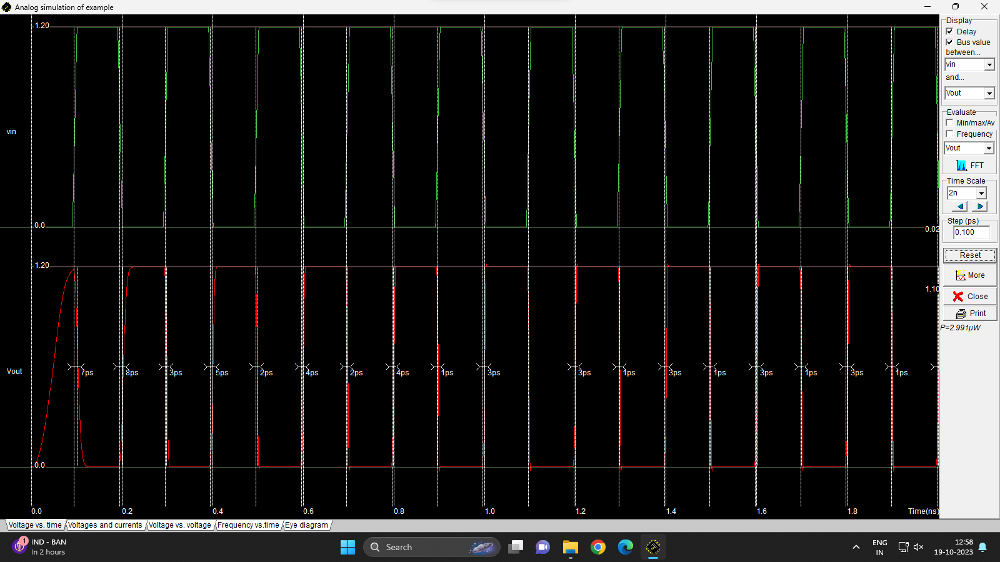 Analog simulation of example
1.20
vin
0.0
0.02
1.20
1.10
Vout
7ps 8ps 3ps 5ps 2ps 4ps 2ps 4ps 1ps 3ps 3ps 1ps 3ps 1ps 3ps 1ps 3ps 1ps
0.0
0.0 0.2 0.4 0.6 0.8 1.0 1.2 1.4 1.6 1.8 Time(ns)
Display
Delay
Bus value
between...
vin
and...
Vout
Evaluate
Min/max/Av
Frequency
Vout
FFT
Time Scale
2n
Step (ps)
0.100
Reset
More
Close
Print
P=2.991µW
Voltage vs. time Voltages and currents Voltage vs. voltage Frequency vs.time Eye diagram
1
IND - BAN
In 2 hours
Search
ENG
IN
12:58
19-10-2023